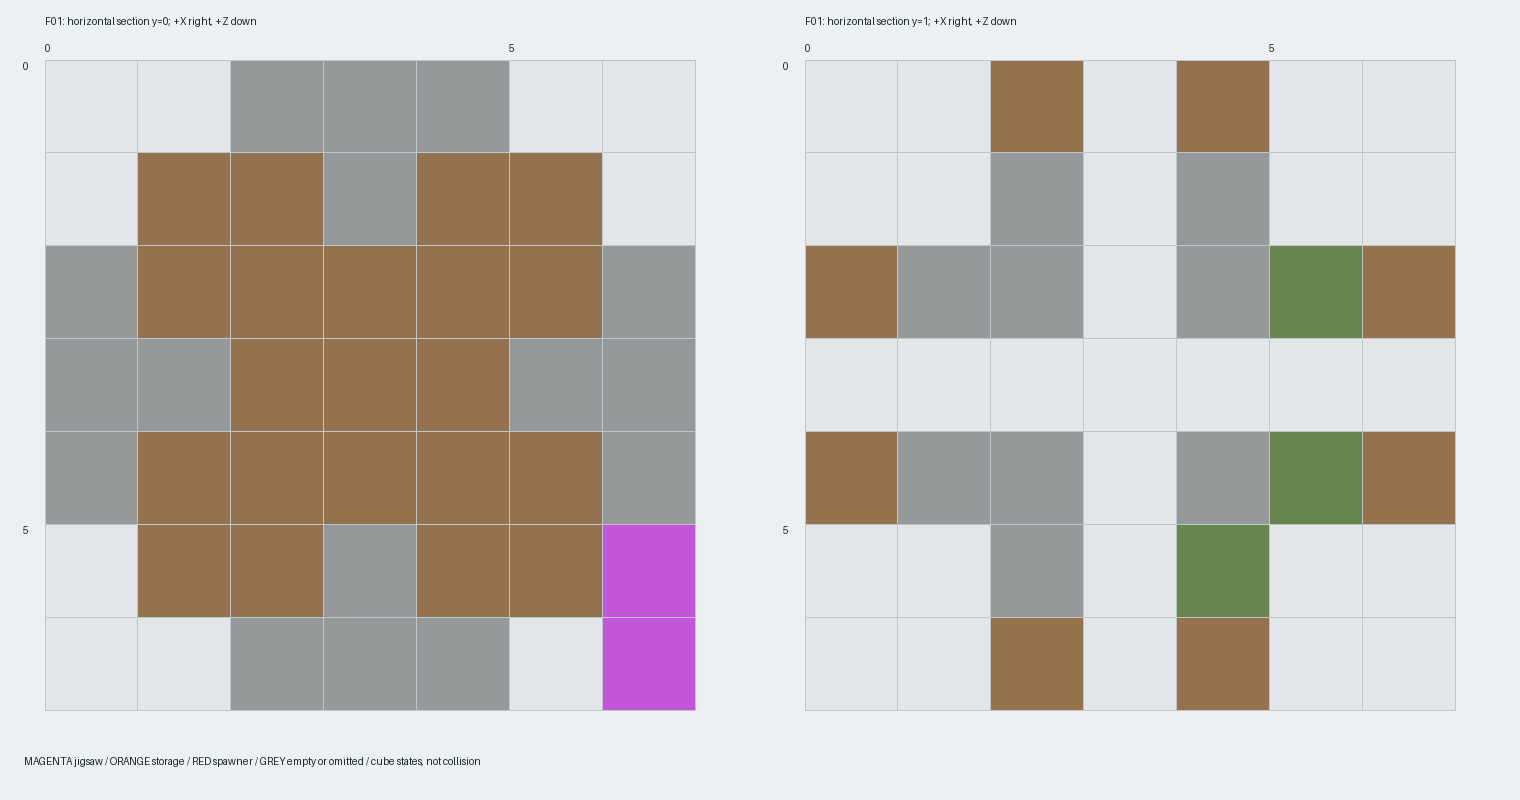 F01: horizontal section y=0; +X right, +Z down
F01: horizontal section y=1; +X right, +Z down
0 5
0 5
0
5
0
5
MAGENTA jigsaw / ORANGE storage / RED spawner / GREY empty or omitted / cube states, not collision